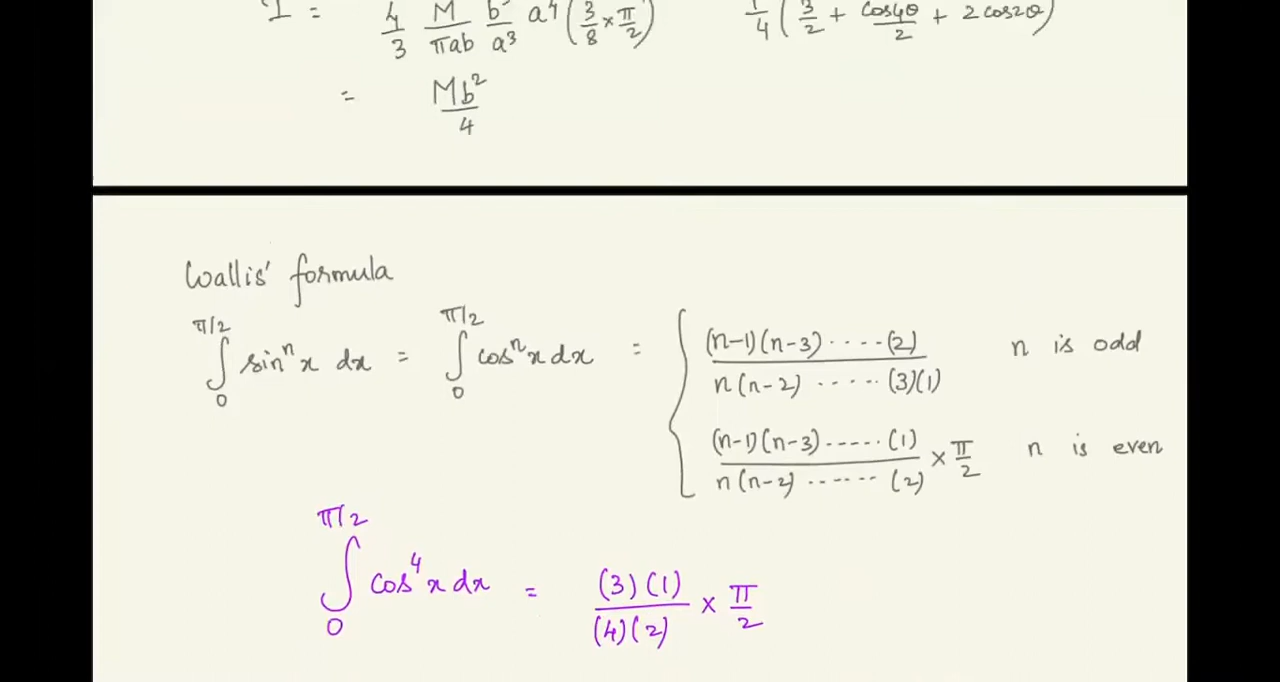 I = 4/3 M/πab b/a³ a⁴ (3/8 × π/2) 1/4 (3/2 + cos4θ/2 + 2cos2θ)
= Mb²/4
Wallis' formula
∫₀^π/2 sinⁿx dx = ∫₀^π/2 cosⁿx dx = { (n-1)(n-3)....(2) / n(n-2) ..... (3)(1) n is odd
(n-1)(n-3).....(1) / n(n-2) ...... (2) × π/2 n is even
∫₀^π/2 cos⁴x dx = (3)(1)/(4)(2) × π/2